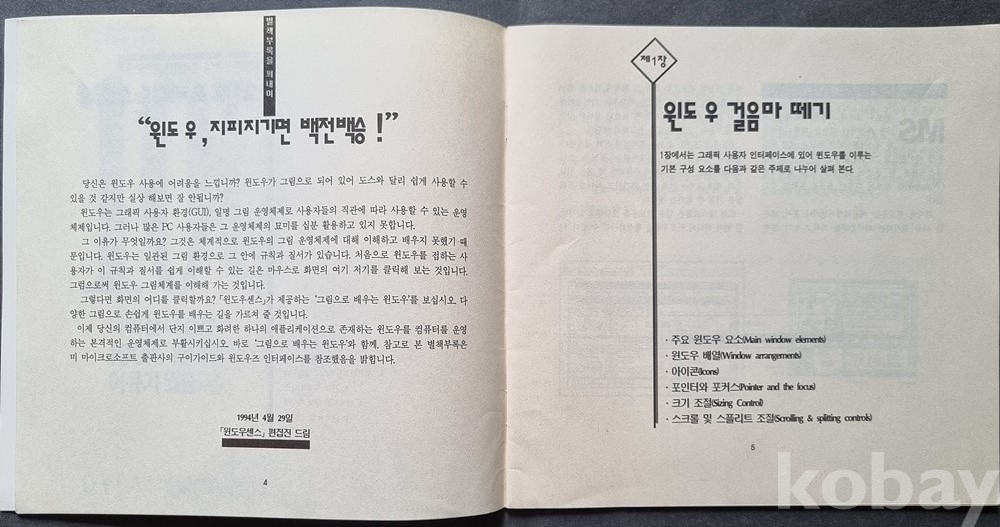 별책부록을 펴내며
“윈도우, 지피지기면 백전백승!”
당신은 윈도우 사용에 어려움을 느낍니까? 윈도우가 그림으로 되어 있어 도스와 달리 쉽게 사용할 수
있을 것 같지만 실상 해보면 잘 안됩니까?
윈도우는 그래픽 사용자 환경(GUI), 일명 그림 운영체제로 사용자들의 직관에 따라 사용할 수 있는 운영
체제입니다. 그러나 많은 PC 사용자들은 그 운영체제의 묘미를 십분 활용하고 있지 못합니다.
그 이유가 무엇일까요? 그것은 체계적으로 윈도우의 그림 운영체제에 대해 이해하고 배우지 못했기 때
문입니다. 윈도우는 일관된 그림 환경으로 그 안에 규칙과 질서가 있습니다. 처음으로 윈도우를 접하는 사
용자가 이 규칙과 질서를 쉽게 이해할 수 있는 길은 마우스로 화면의 여기 저기를 클릭해 보는 것입니다.
그럼으로써 윈도우 그림체계를 이해해 가는 것입니다.
그렇다면 화면의 어디를 클릭할까요? 「윈도우센스」가 제공하는 ‘그림으로 배우는 윈도우’를 보십시오. 다
양한 그림으로 손쉽게 윈도우를 배우는 길을 가르쳐 줄 것입니다.
이제 당신의 컴퓨터에서 단지 이쁘고 화려한 하나의 애플리케이션으로 존재하는 윈도우를 컴퓨터를 운영
하는 본격적인 운영체제로 부활시키십시오. 바로 ‘그림으로 배우는 윈도우’와 함께. 참고로 본 별책부록은
미 마이크로소프트 출판사의 구이가이드와 윈도우즈 인터페이스를 참조했음을 밝힙니다.
1994년 4월 29일
「윈도우센스」 편집진 드림
4
제1장
윈도우 걸음마 떼기
1장에서는 그래픽 사용자 인터페이스에 있어 윈도우를 이루는
기본 구성 요소를 다음과 같은 주제로 나누어 살펴 본다.
· 주요 윈도우 요소(Main window elements)
· 윈도우 배열(Window arrangements)
· 아이콘(Icons)
· 포인터와 포커스(Pointer and the focus)
· 크기 조절(Sizing Control)
· 스크롤 및 스플리트 조절(Scrolling & splitting controls)
5
kobay